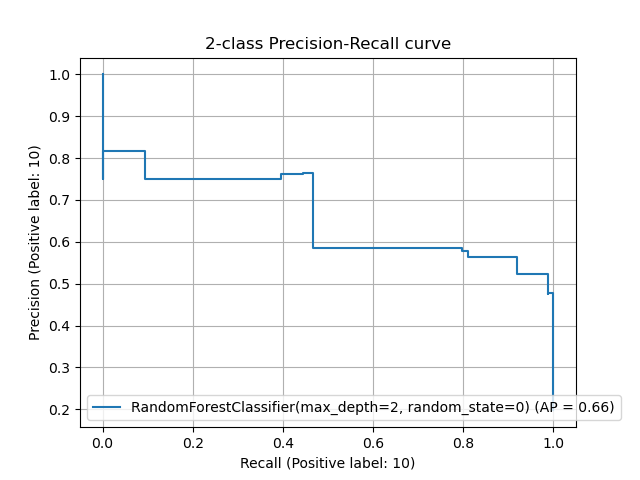 2-class Precision-Recall curve
1.0
0.9
0.8
0.7
0.6
0.5
0.4
0.3
0.2
Precision (Positive label: 10)
RandomForestClassifier(max_depth=2, random_state=0) (AP = 0.66)
0.0 0.2 0.4 0.6 0.8 1.0
Recall (Positive label: 10)